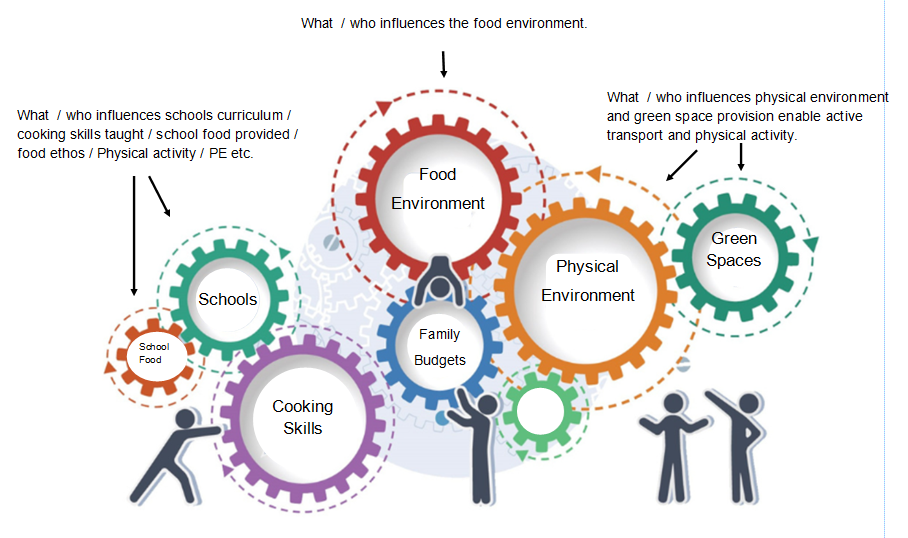 What / who influences the food environment.
What / who influences schools curriculum /
cooking skills taught / school food provided /
food ethos / Physical activity / PE etc.
What / who influences physical environment
and green space provision enable active
transport and physical activity.
Food
Environment
Green
Spaces
Physical
Environment
Schools
Family
Budgets
School
Food
Cooking
Skills